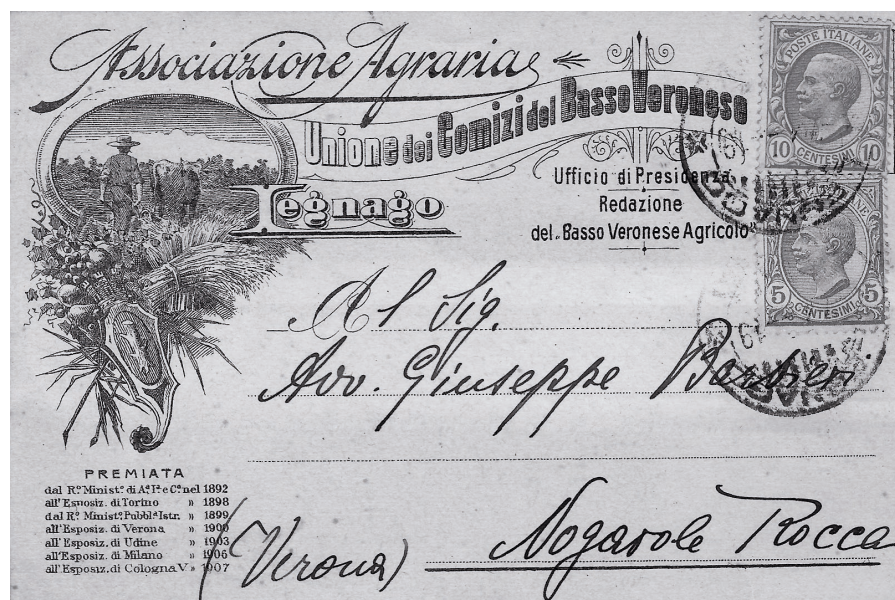 Associazione Agraria
Unione dei Comizi del Basso Veronese
Legnago
Ufficio di Presidenza
Redazione
del „Basso Veronese Agricolo"
POSTE ITALIANE
10 CENTESIMI 10
5 CENTESIMI 5
Al Sig.
Avv. Giuseppe Barbieri
Nogarole Rocca
(Verona)
PREMIATA
dal R.º Minist.º di A.ª I.ª e C.º nel 1892
all'Esposiz. di Torino » 1898
dal R.º Minist.º Pubbl.ª Istr. » 1899
all'Esposiz. di Verona » 1900
all'Esposiz. di Udine » 1903
all'Esposiz. di Milano » 1906
all'Esposiz. di Cologna V. » 1907